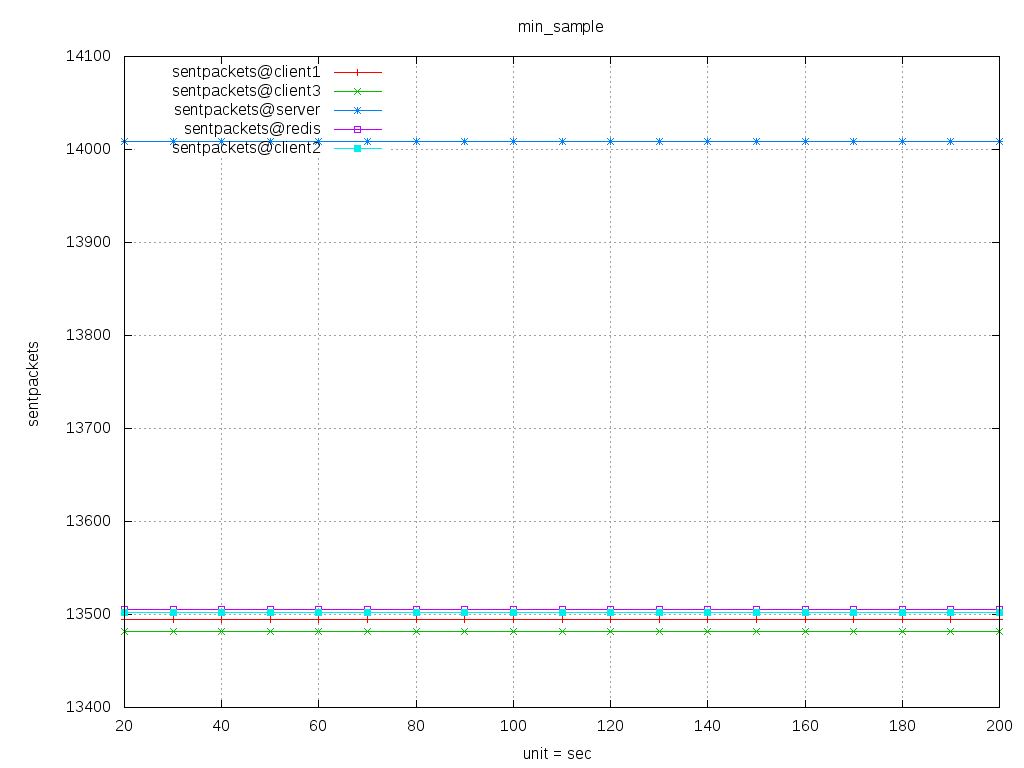 min_sample
14100
14000
13900
13800
13700
13600
13500
13400
sentpackets@client1
sentpackets@client3
sentpackets@server
sentpackets@redis
sentpackets@client2
sentpackets
20 40 60 80 100 120 140 160 180 200
unit = sec